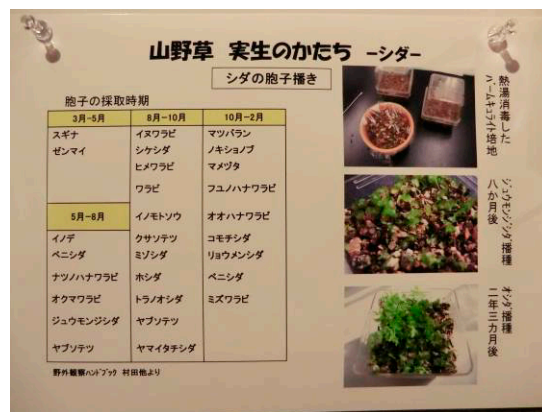 山野草 実生のかたち －シダ－
シダの胞子播き
胞子の採取時期
3月-5月 8月-10月 10月-2月
スギナ イヌワラビ マツバラン
ゼンマイ シケシダ ノキシノブ
ヒメワラビ マメヅタ
ワラビ フユノハナワラビ
5月-8月 イノモトソウ オオハナワラビ
イノデ クサソテツ コモチシダ
ベニシダ ミゾシダ リョウメンシダ
ナツノハナワラビ ホシダ ベニシダ
オクマワラビ トラノオシダ ミズワラビ
ジュウモンジシダ ヤブソテツ
ヤブソテツ ヤマイタチシダ
野外観察ハンドブック 村田他より
熱湯消毒した
バームキュライト培地
ジュウモンジシダ播種
八か月後
オシダ播種
二年三カ月後